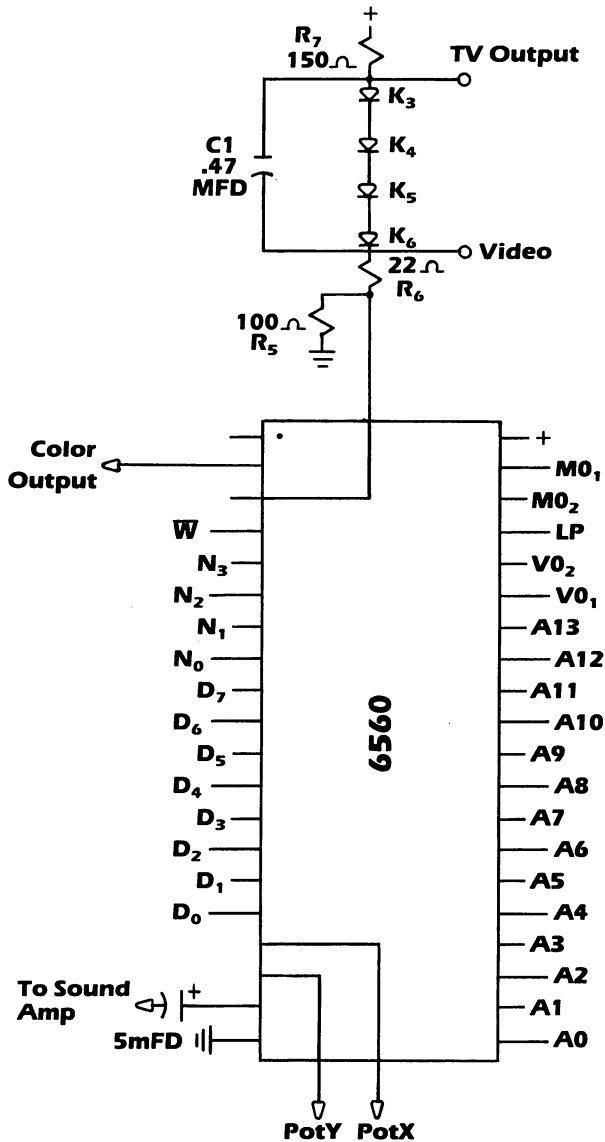 +
R7
150Ω
TV Output
K3
C1
.47
MFD
K4
K5
K6
Video
22Ω
R6
100Ω
R5
Color
Output
+
M01
M02
W̅
LP
N3
V02
N2
V01
N1
A13
N0
A12
D7
A11
D6
A10
6560
D5
A9
D4
A8
D3
A7
D2
A6
D1
A5
D0
A4
A3
A2
To Sound
Amp
+
A1
5mFD
A0
PotY
PotX